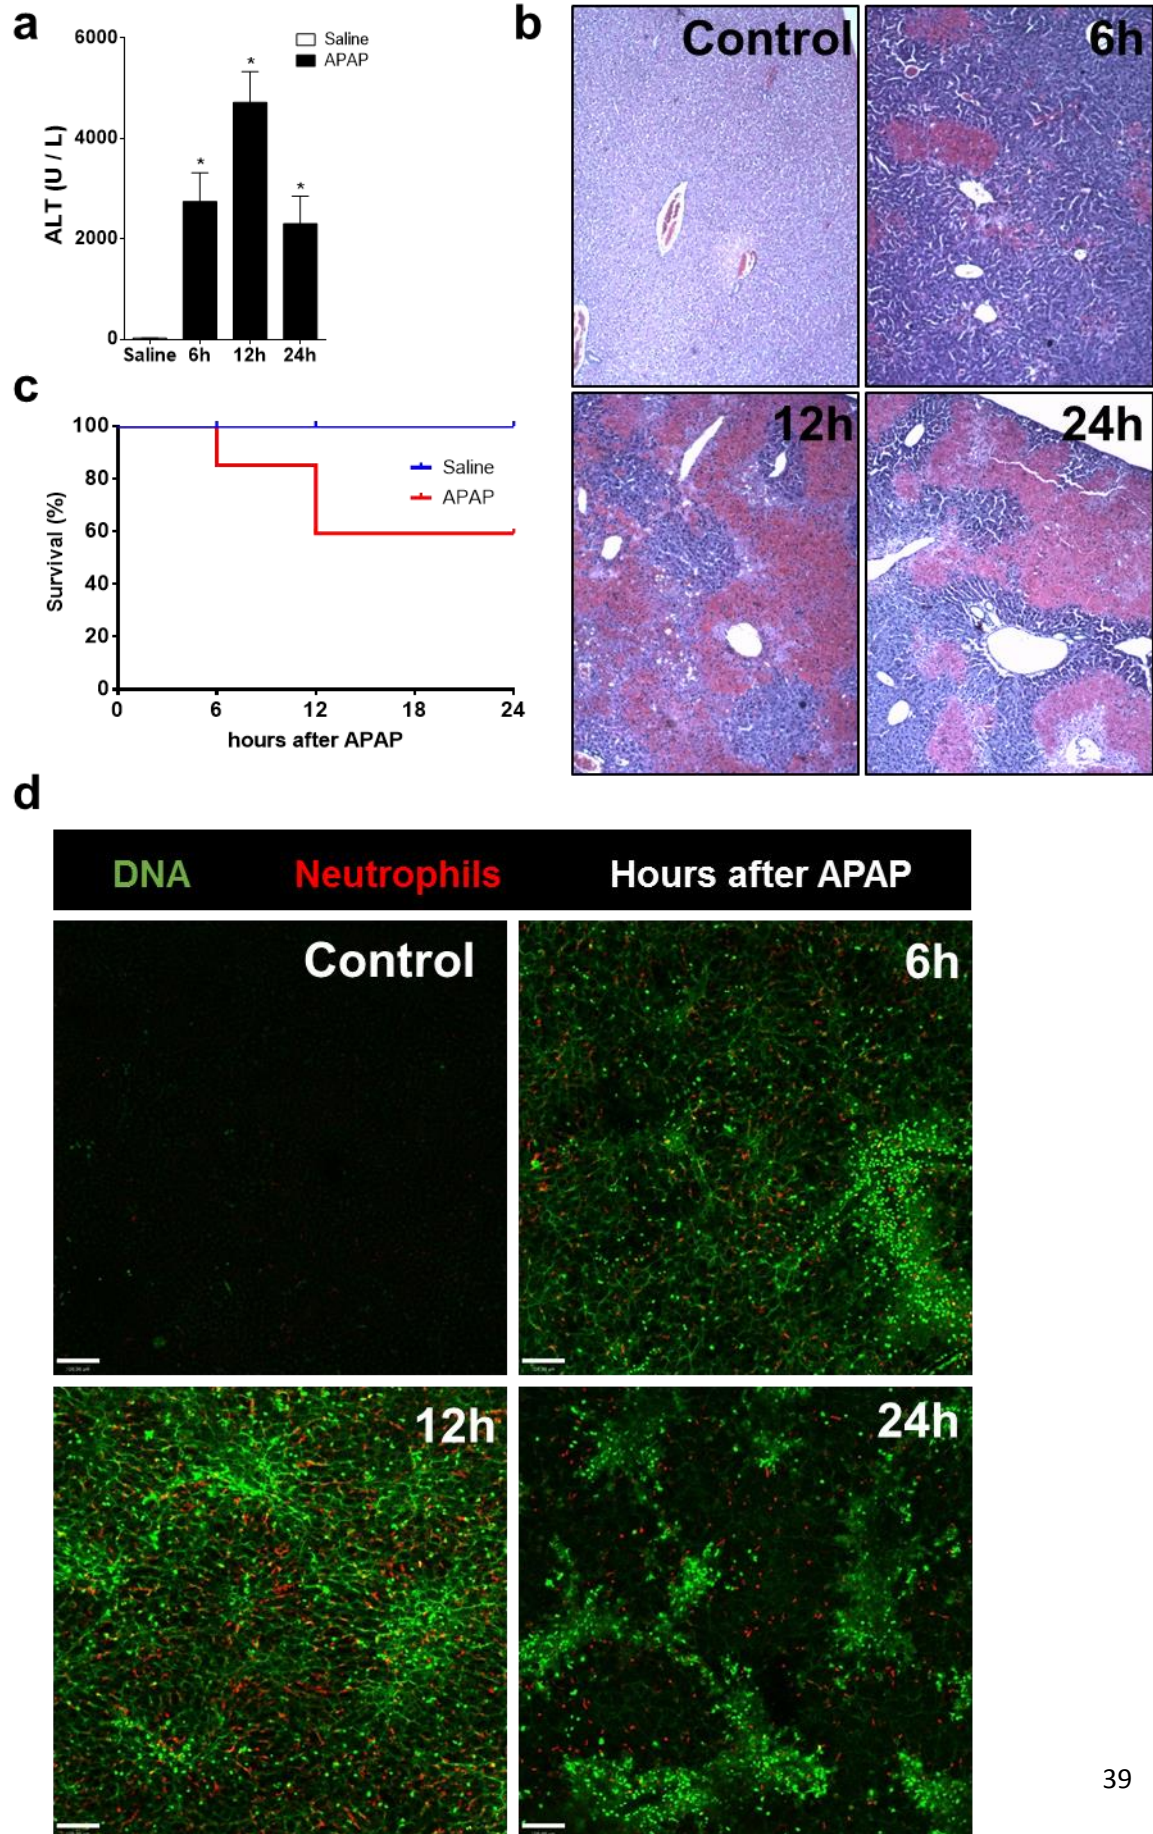 a
6000
4000
2000
0
ALT (U / L)
Saline
APAP
*
*
*
Saline 6h 12h 24h
b
Control
6h
12h
24h
c
100
80
60
40
20
0
Survival (%)
Saline
APAP
0 6 12 18 24
hours after APAP
d
DNA Neutrophils Hours after APAP
Control
6h
12h
24h
39